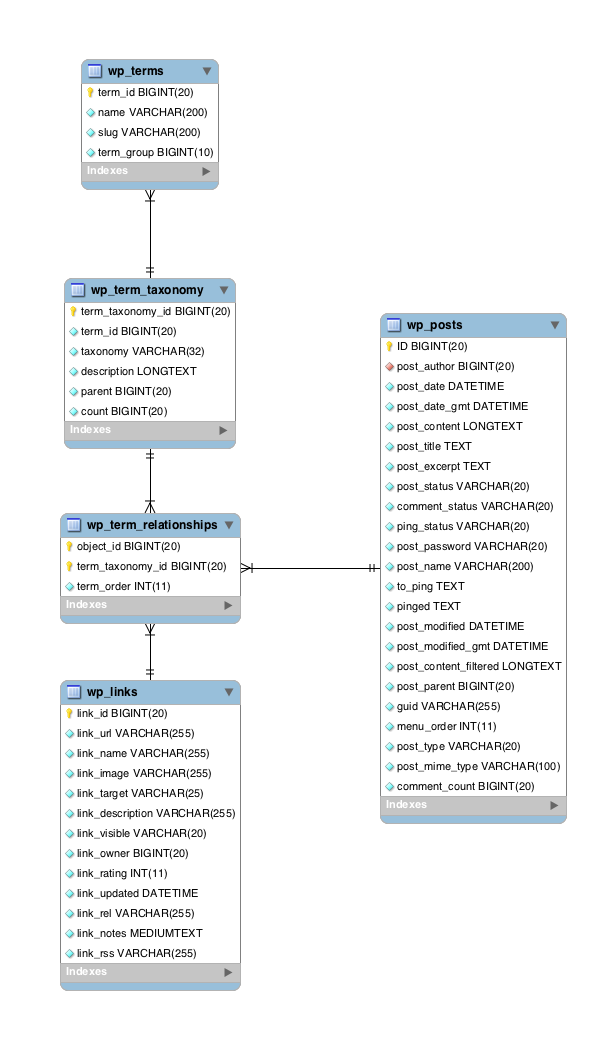 wp_terms
term_id BIGINT(20)
name VARCHAR(200)
slug VARCHAR(200)
term_group BIGINT(10)
Indexes
wp_term_taxonomy
term_taxonomy_id BIGINT(20)
term_id BIGINT(20)
taxonomy VARCHAR(32)
description LONGTEXT
parent BIGINT(20)
count BIGINT(20)
Indexes
wp_term_relationships
object_id BIGINT(20)
term_taxonomy_id BIGINT(20)
term_order INT(11)
Indexes
wp_links
link_id BIGINT(20)
link_url VARCHAR(255)
link_name VARCHAR(255)
link_image VARCHAR(255)
link_target VARCHAR(25)
link_description VARCHAR(255)
link_visible VARCHAR(20)
link_owner BIGINT(20)
link_rating INT(11)
link_updated DATETIME
link_rel VARCHAR(255)
link_notes MEDIUMTEXT
link_rss VARCHAR(255)
Indexes
wp_posts
ID BIGINT(20)
post_author BIGINT(20)
post_date DATETIME
post_date_gmt DATETIME
post_content LONGTEXT
post_title TEXT
post_excerpt TEXT
post_status VARCHAR(20)
comment_status VARCHAR(20)
ping_status VARCHAR(20)
post_password VARCHAR(20)
post_name VARCHAR(200)
to_ping TEXT
pinged TEXT
post_modified DATETIME
post_modified_gmt DATETIME
post_content_filtered LONGTEXT
post_parent BIGINT(20)
guid VARCHAR(255)
menu_order INT(11)
post_type VARCHAR(20)
post_mime_type VARCHAR(100)
comment_count BIGINT(20)
Indexes